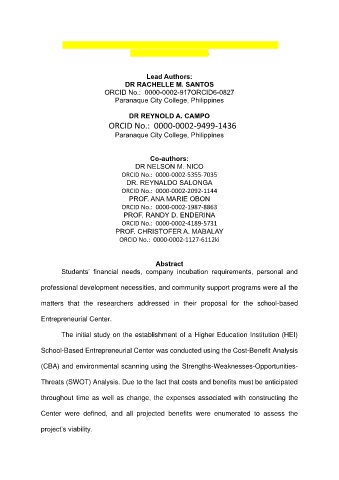 Lead Authors:
DR RACHELLE M. SANTOS
ORCID No.: 0000-0002-917ORCID6-0827
Paranaque City College, Philippines
DR REYNOLD A. CAMPO
ORCID No.: 0000-0002-9499-1436
Paranaque City College, Philippines
Co-authors:
DR NELSON M. NICO
ORCID No.: 0000-0002-5355-7035
DR. REYNALDO SALONGA
ORCID No.: 0000-0002-2092-1144
PROF. ANA MARIE OBON
ORCID No.: 0000-0002-1987-8863
PROF. RANDY D. ENDERINA
ORCID No.: 0000-0002-4189-5731
PROF. CHRISTOFER A. MABALAY
ORCID No.: 0000-0002-1127-6112kl
Abstract
Students' financial needs, company incubation requirements, personal and
professional development necessities, and community support programs were all the
matters that the researchers addressed in their proposal for the school-based
Entrepreneurial Center.
The initial study on the establishment of a Higher Education Institution (HEI)
School-Based Entrepreneurial Center was conducted using the Cost-Benefit Analysis
(CBA) and environmental scanning using the Strengths-Weaknesses-Opportunities-
Threats (SWOT) Analysis. Due to the fact that costs and benefits must be anticipated
throughout time as well as change, the expenses associated with constructing the
Center were defined, and all projected benefits were enumerated to assess the
project's viability.